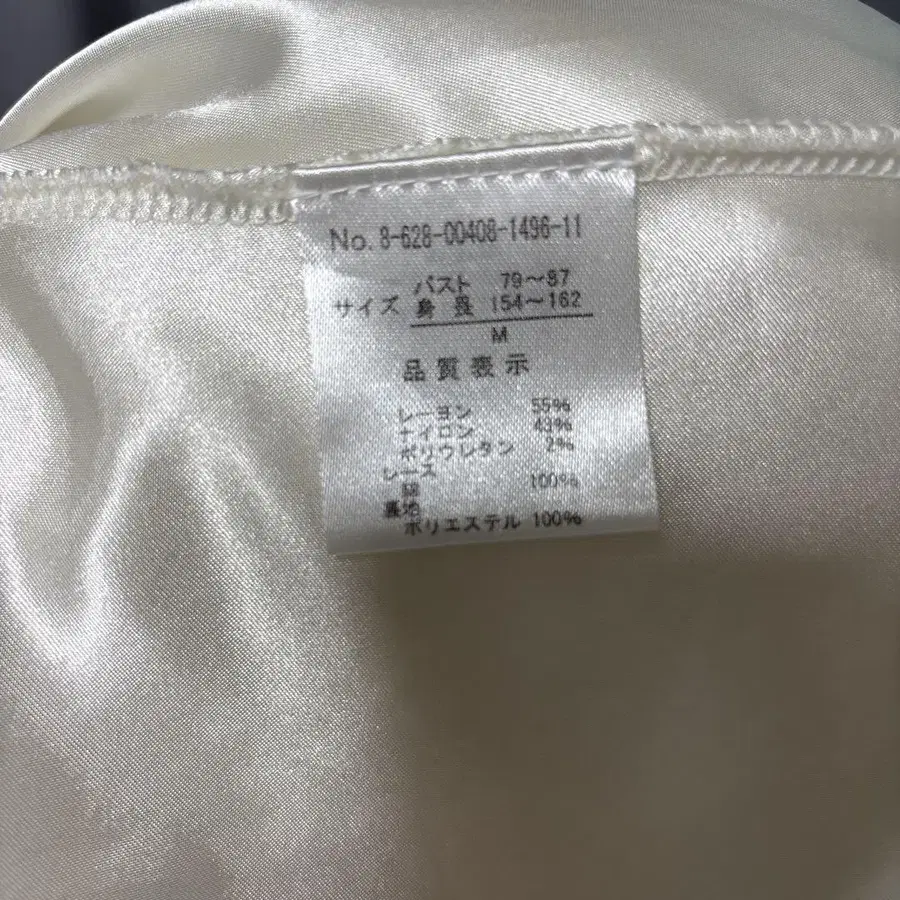 No. 8-628-00408-1496-11
バスト 79〜87
サイズ 身長 154〜162
M
品質表示
レーヨン 55%
ナイロン 43%
ポリウレタン 2%
レース
綿 100%
裏地
ポリエステル 100%